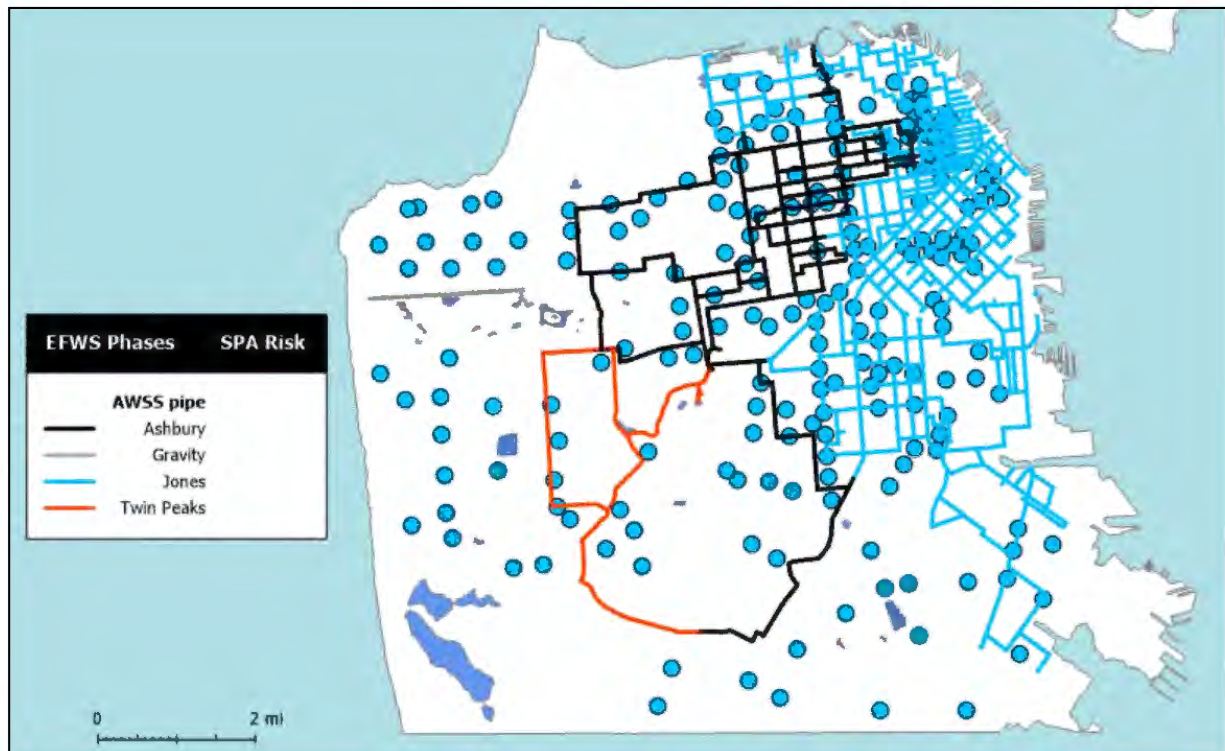 EFWS Phases SPA Risk
AWSS pipe
Ashbury
Gravity
Jones
Twin Peaks
0 2 mi